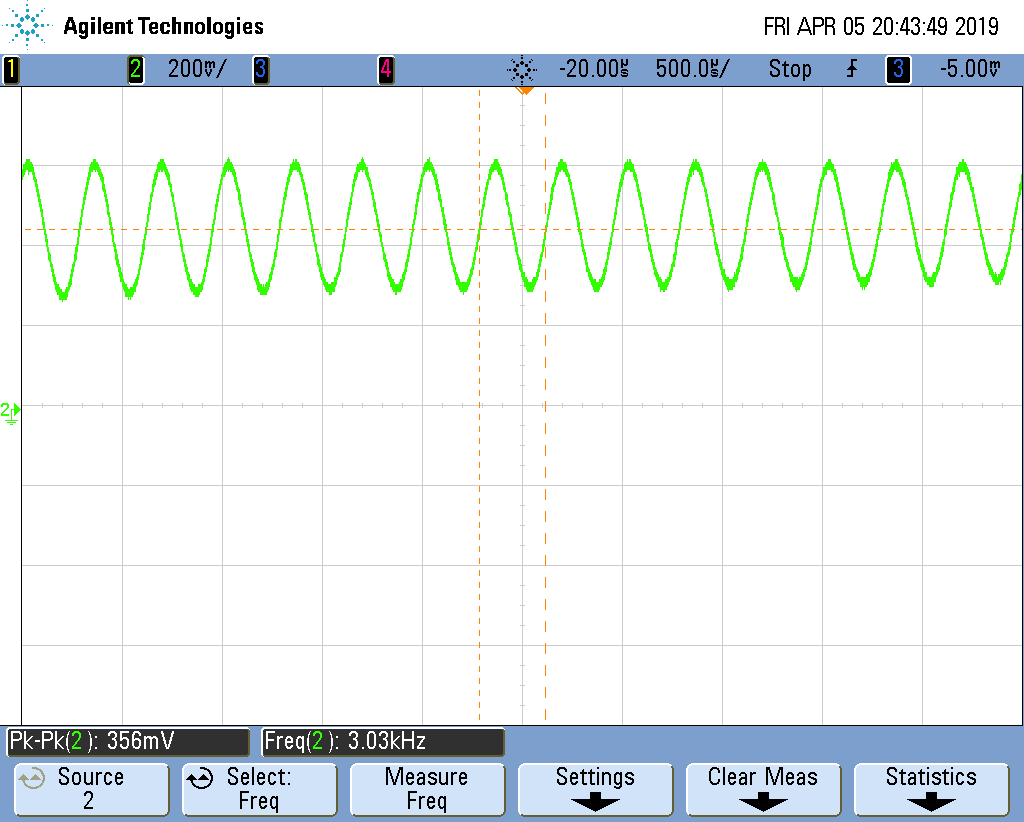 Agilent Technologies FRI APR 05 20:43:49 2019
1 2 200mV/ 3 4 -20.00µs 500.0µs/ Stop 3 -5.00mV
2
Pk-Pk(2): 356mV Freq(2): 3.03kHz
Source Select: Measure Settings Clear Meas Statistics
2 Freq Freq